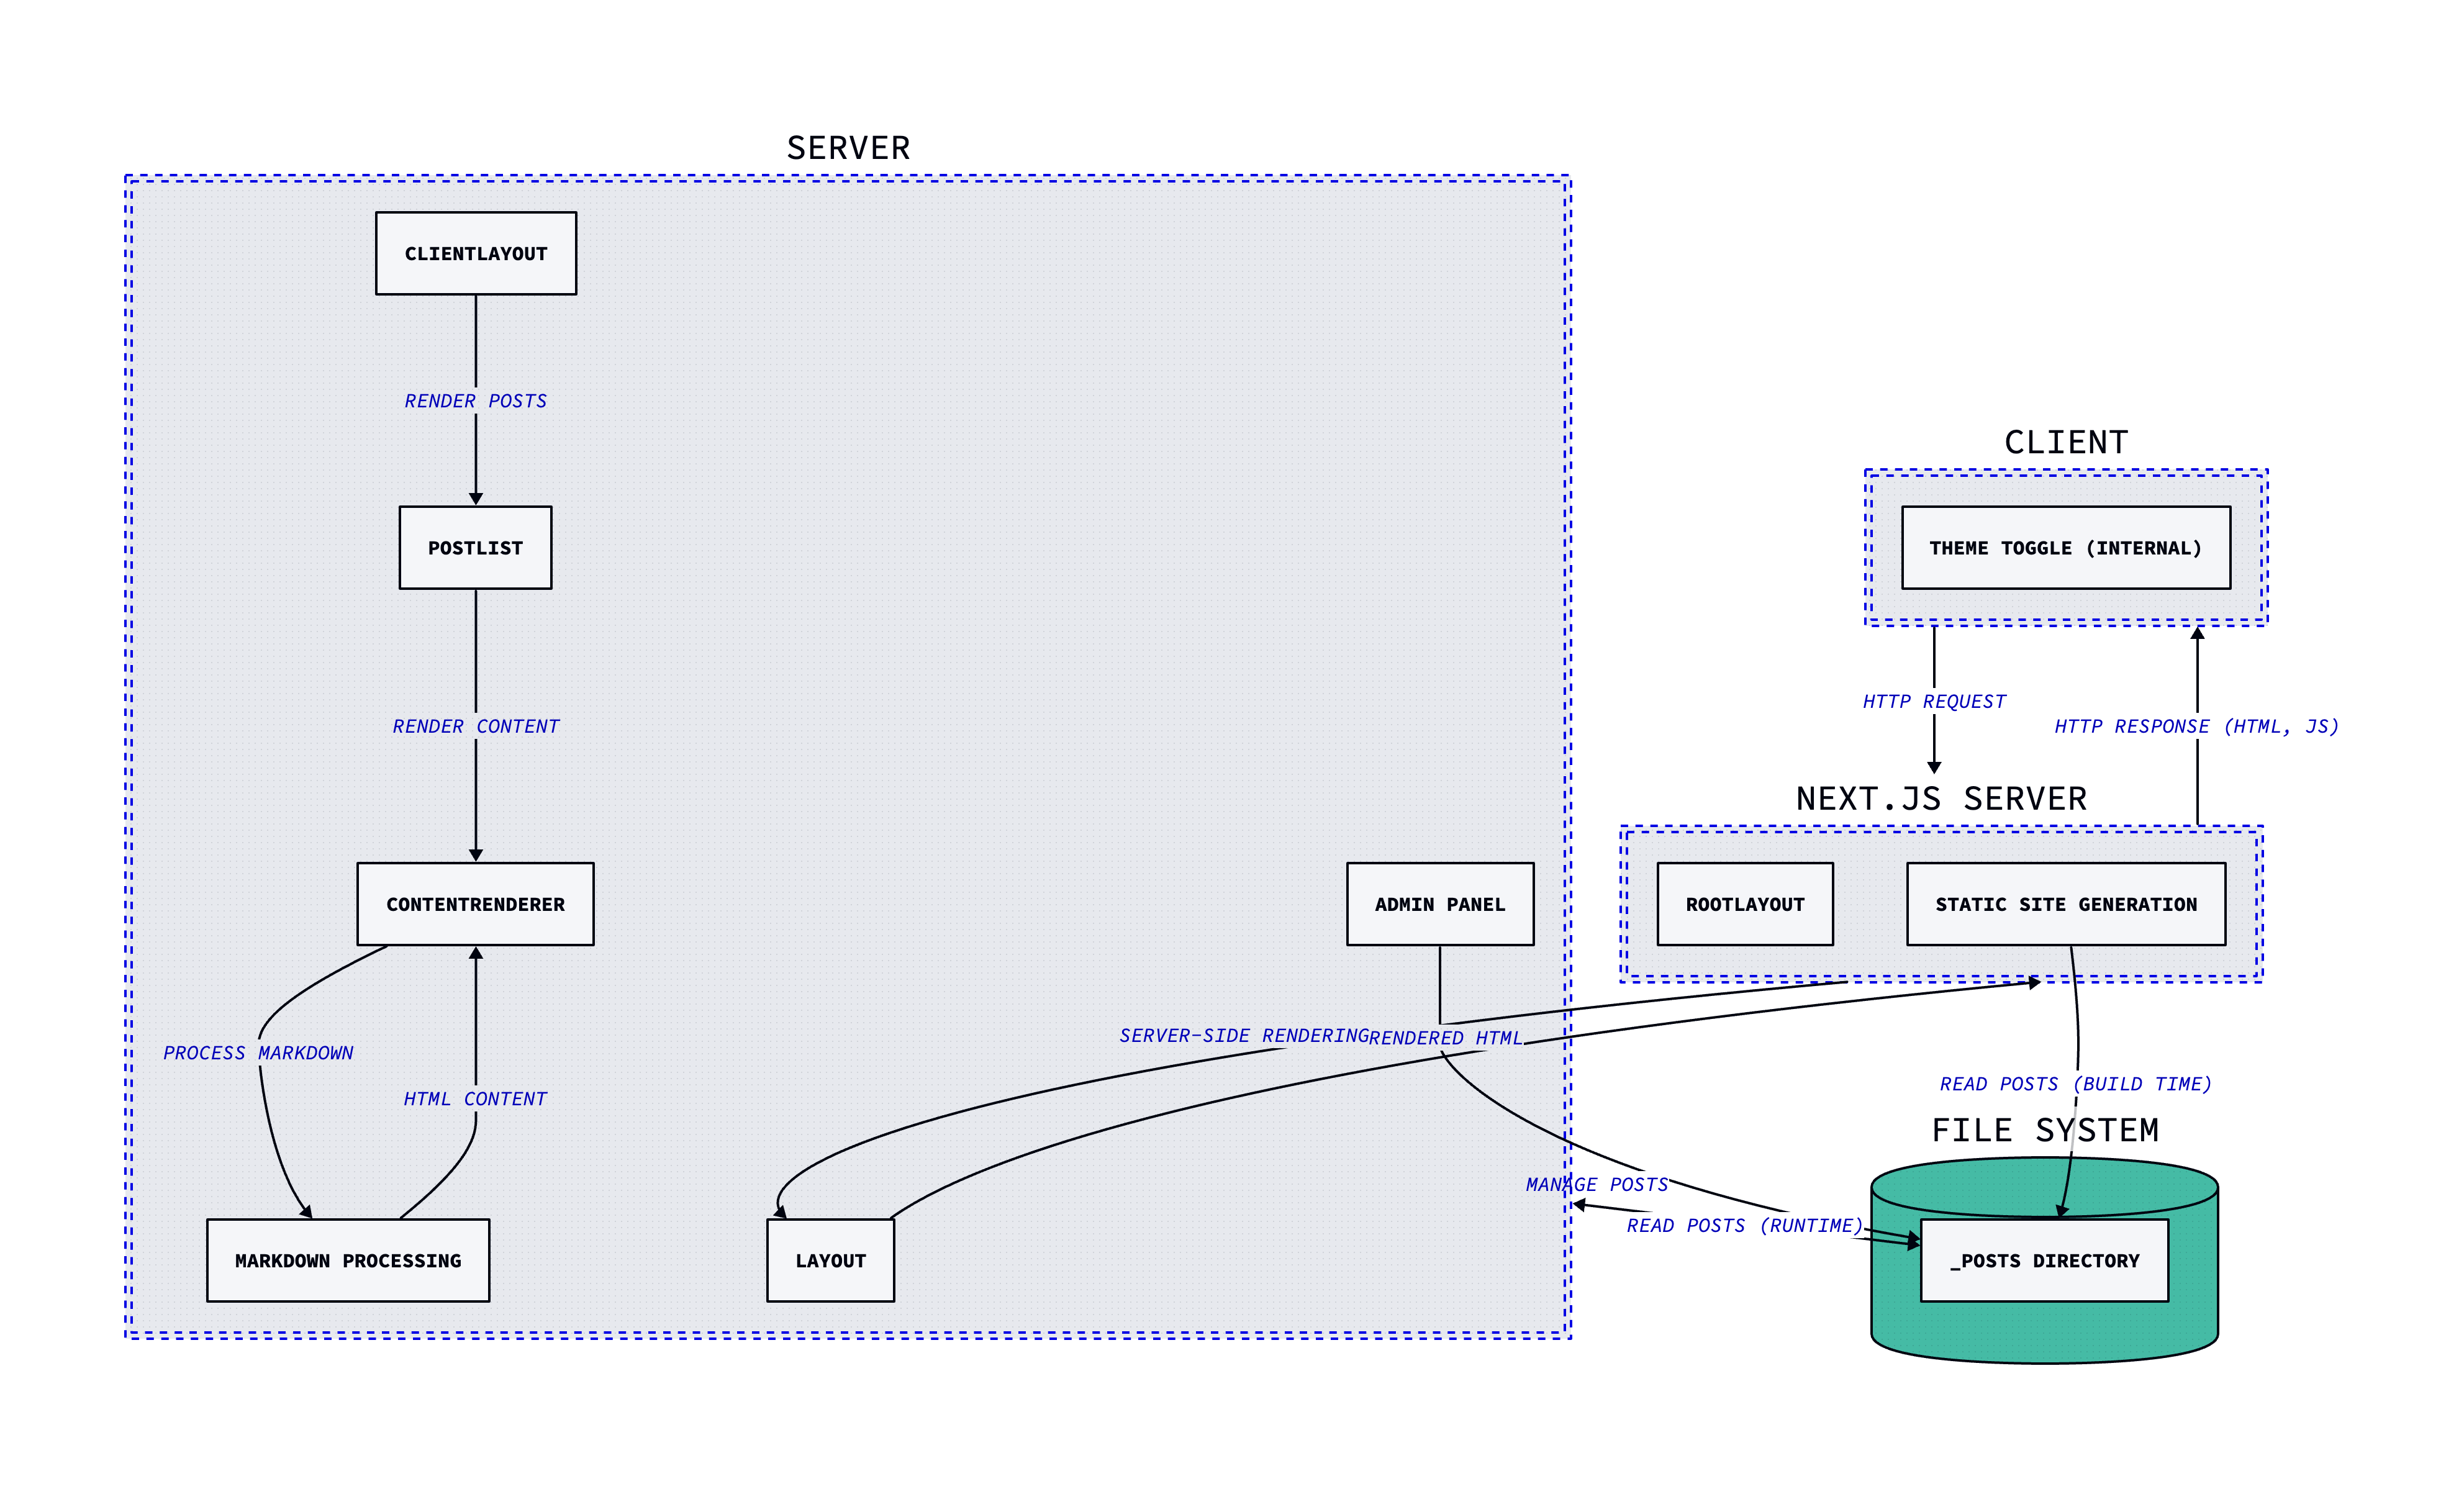 SERVER
CLIENTLAYOUT
RENDER POSTS
POSTLIST
RENDER CONTENT
CONTENTRENDERER
ADMIN PANEL
PROCESS MARKDOWN
HTML CONTENT
SERVER-SIDE RENDERING
RENDERED HTML
MARKDOWN PROCESSING
LAYOUT
CLIENT
THEME TOGGLE (INTERNAL)
HTTP REQUEST
HTTP RESPONSE (HTML, JS)
NEXT.JS SERVER
ROOTLAYOUT
STATIC SITE GENERATION
READ POSTS (BUILD TIME)
MANAGE POSTS
READ POSTS (RUNTIME)
FILE SYSTEM
_POSTS DIRECTORY